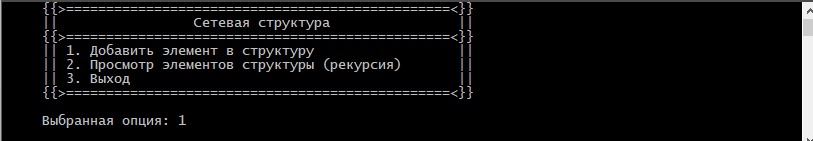 {{>================================================<}}
||                 Сетевая структура                ||
{{>================================================<}}
|| 1. Добавить элемент в структуру                  ||
|| 2. Просмотр элементов структуры (рекурсия)       ||
|| 3. Выход                                         ||
{{>================================================<}}
Выбранная опция: 1